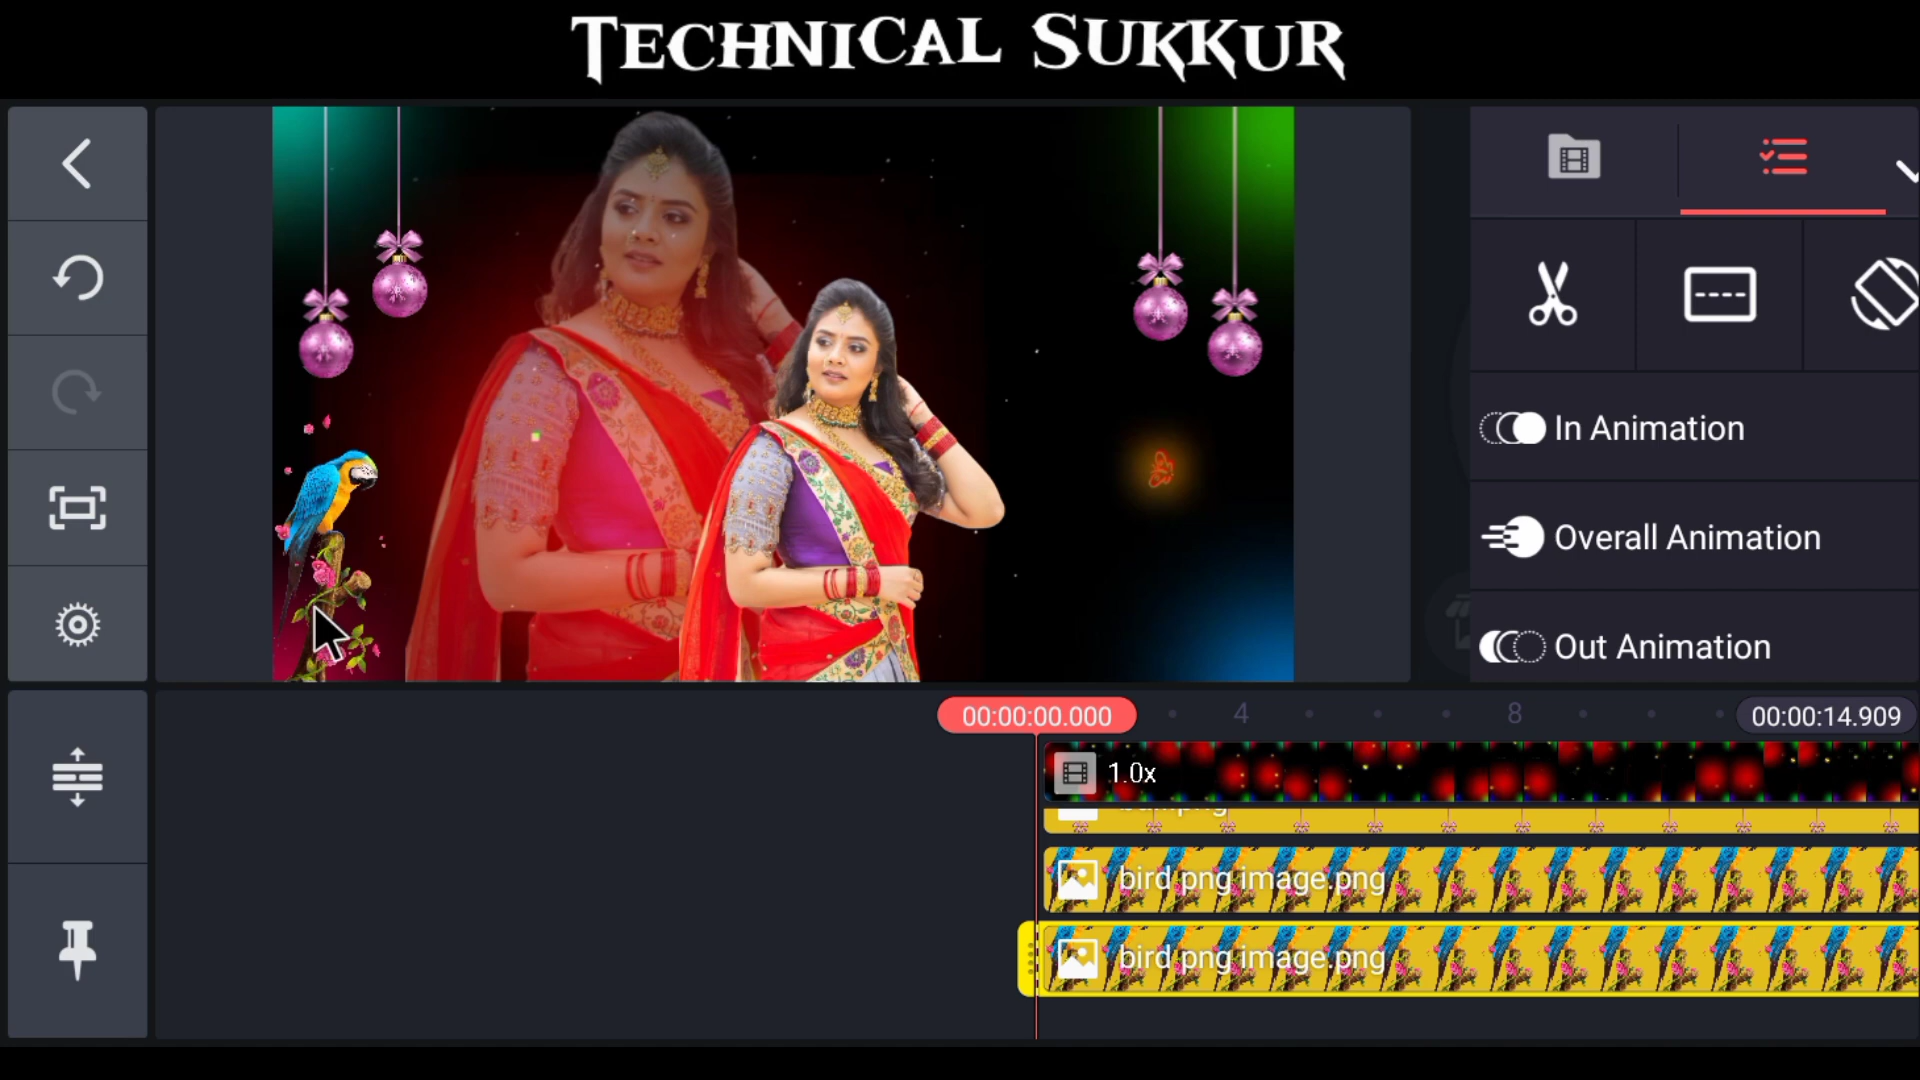 TECHNICAL SUKKUR
In Animation
Overall Animation
Out Animation
00:00:00.000
4
8
00:00:14.909
1.0x
bird png image.png
bird png image.png